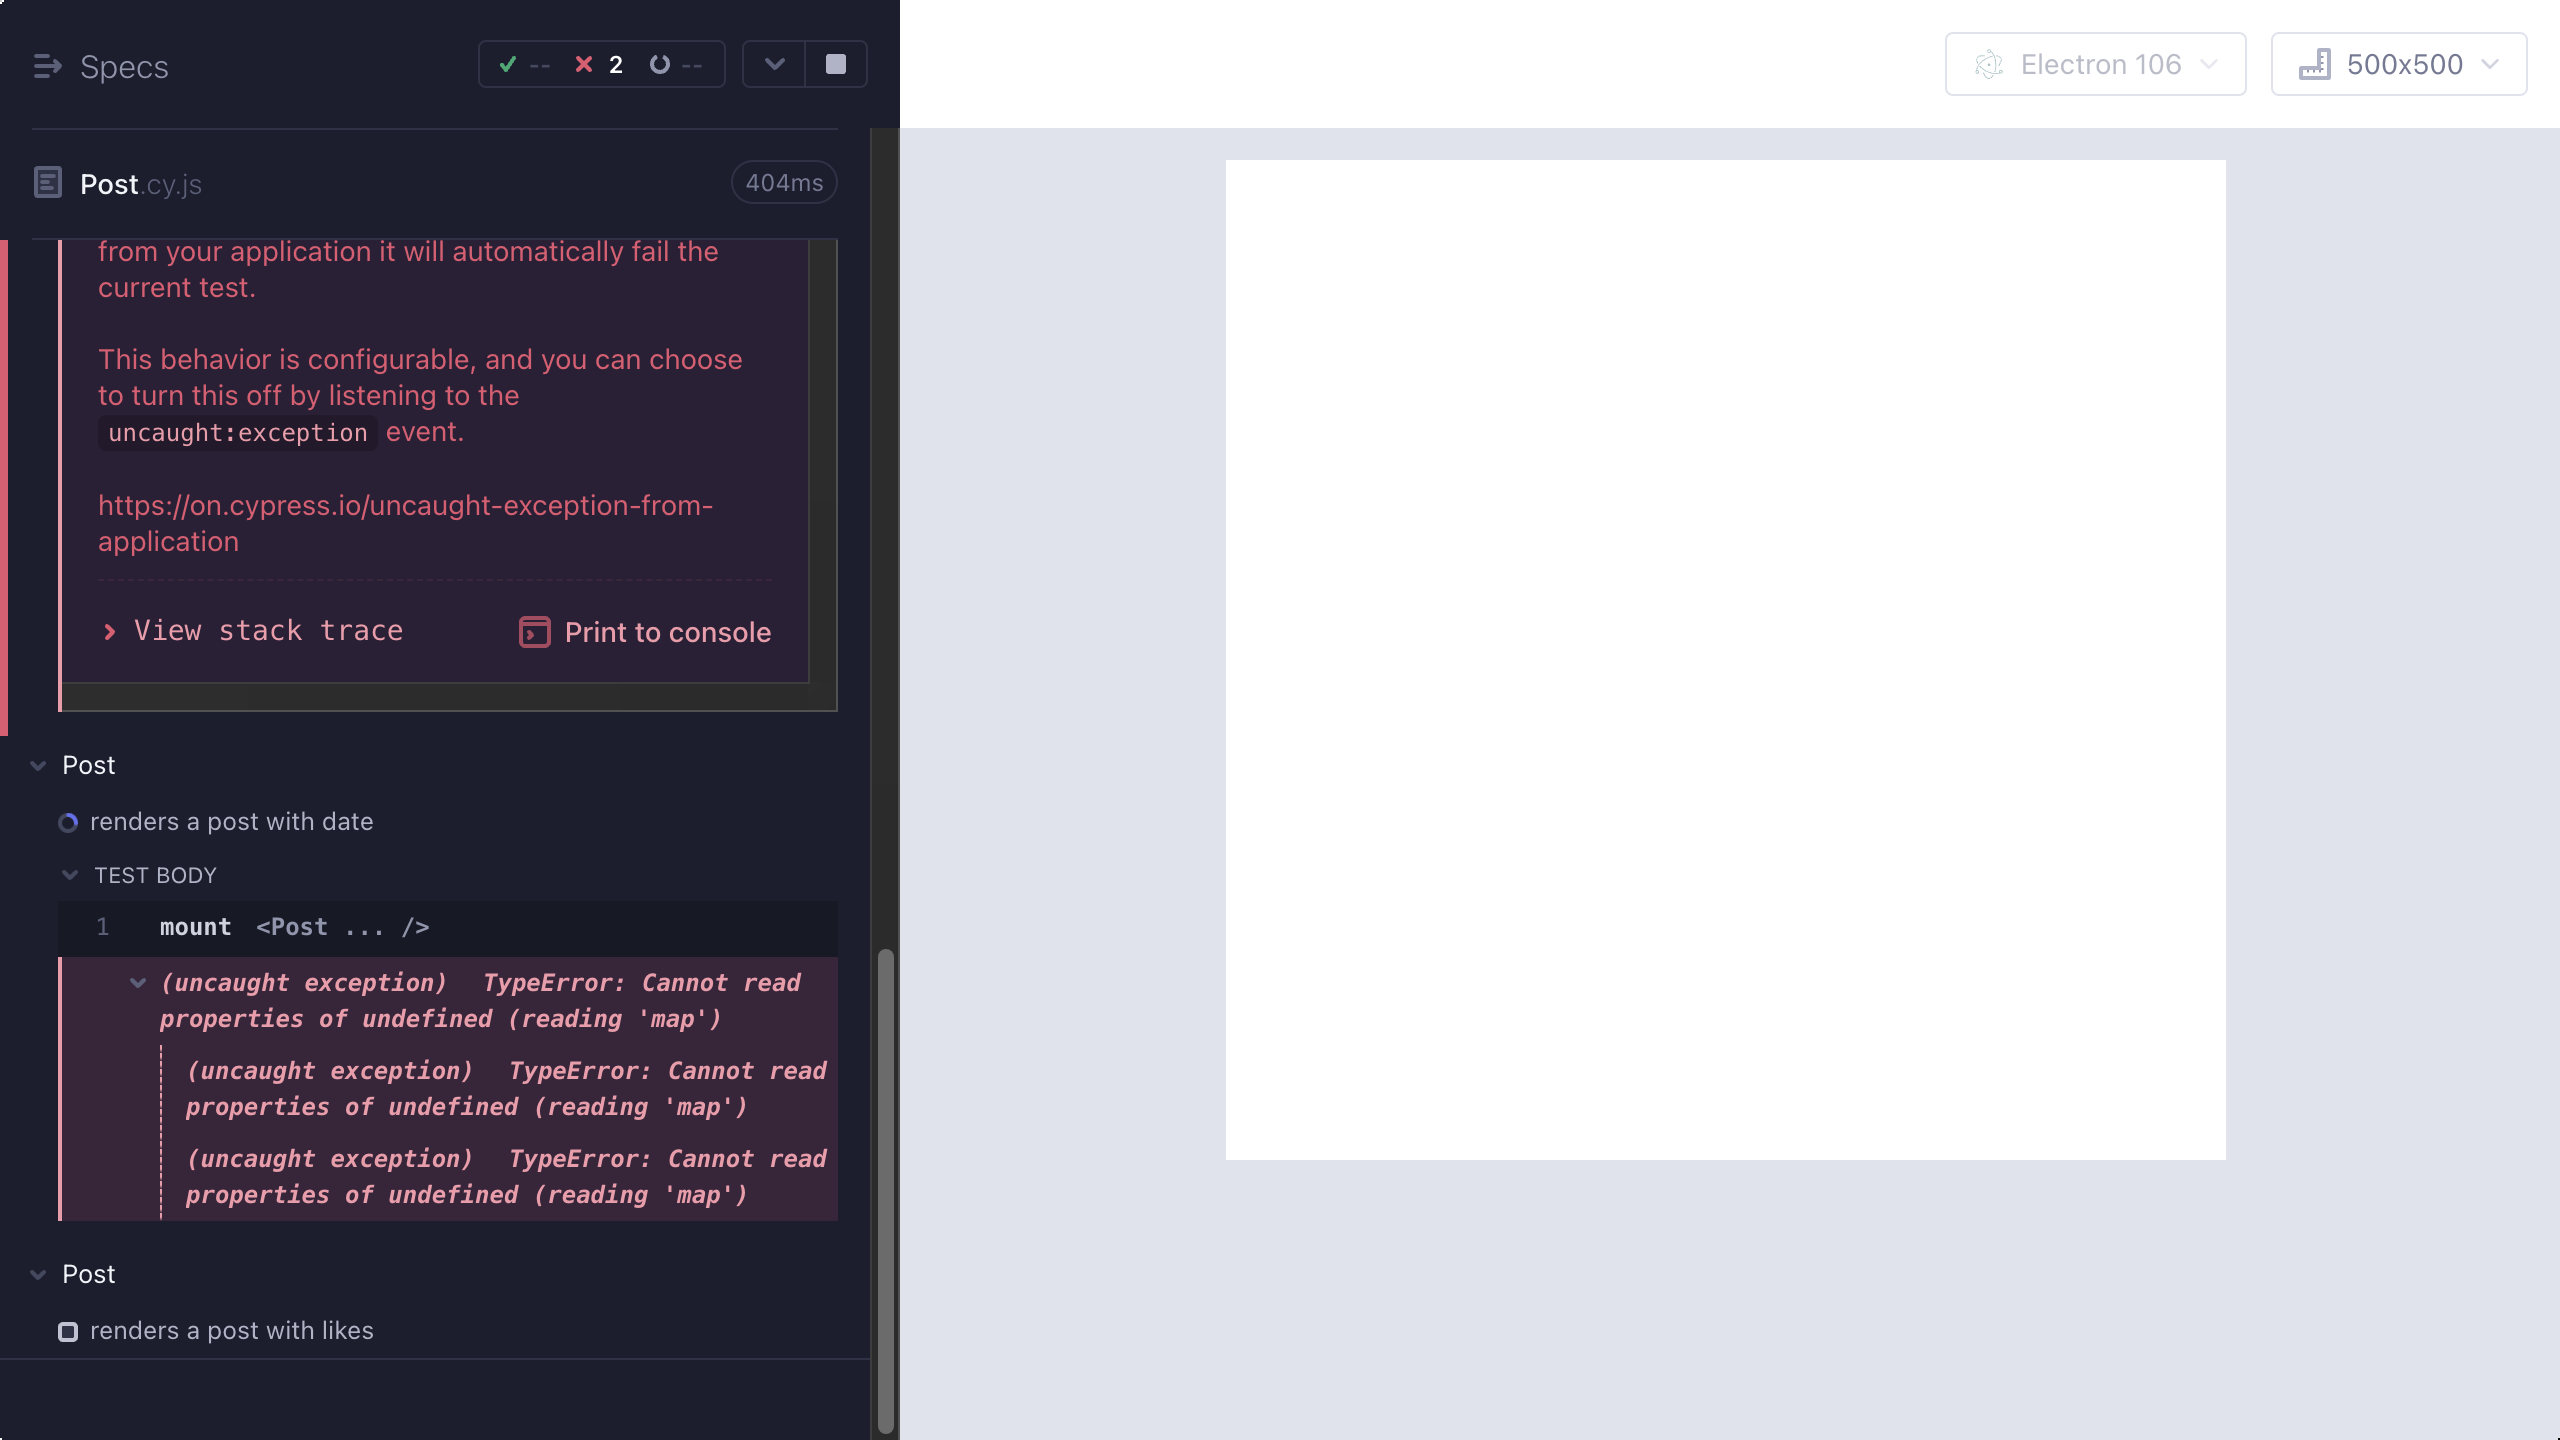 Specs
-- 2 --
Electron 106
500x500
Post.cy.js
404ms
from your application it will automatically fail the
current test.
This behavior is configurable, and you can choose
to turn this off by listening to the
uncaught:exception event.
https://on.cypress.io/uncaught-exception-from-
application
View stack trace
Print to console
Post
renders a post with date
TEST BODY
1 mount <Post ... />
(uncaught exception) TypeError: Cannot read
properties of undefined (reading 'map')
(uncaught exception) TypeError: Cannot read
properties of undefined (reading 'map')
(uncaught exception) TypeError: Cannot read
properties of undefined (reading 'map')
Post
renders a post with likes